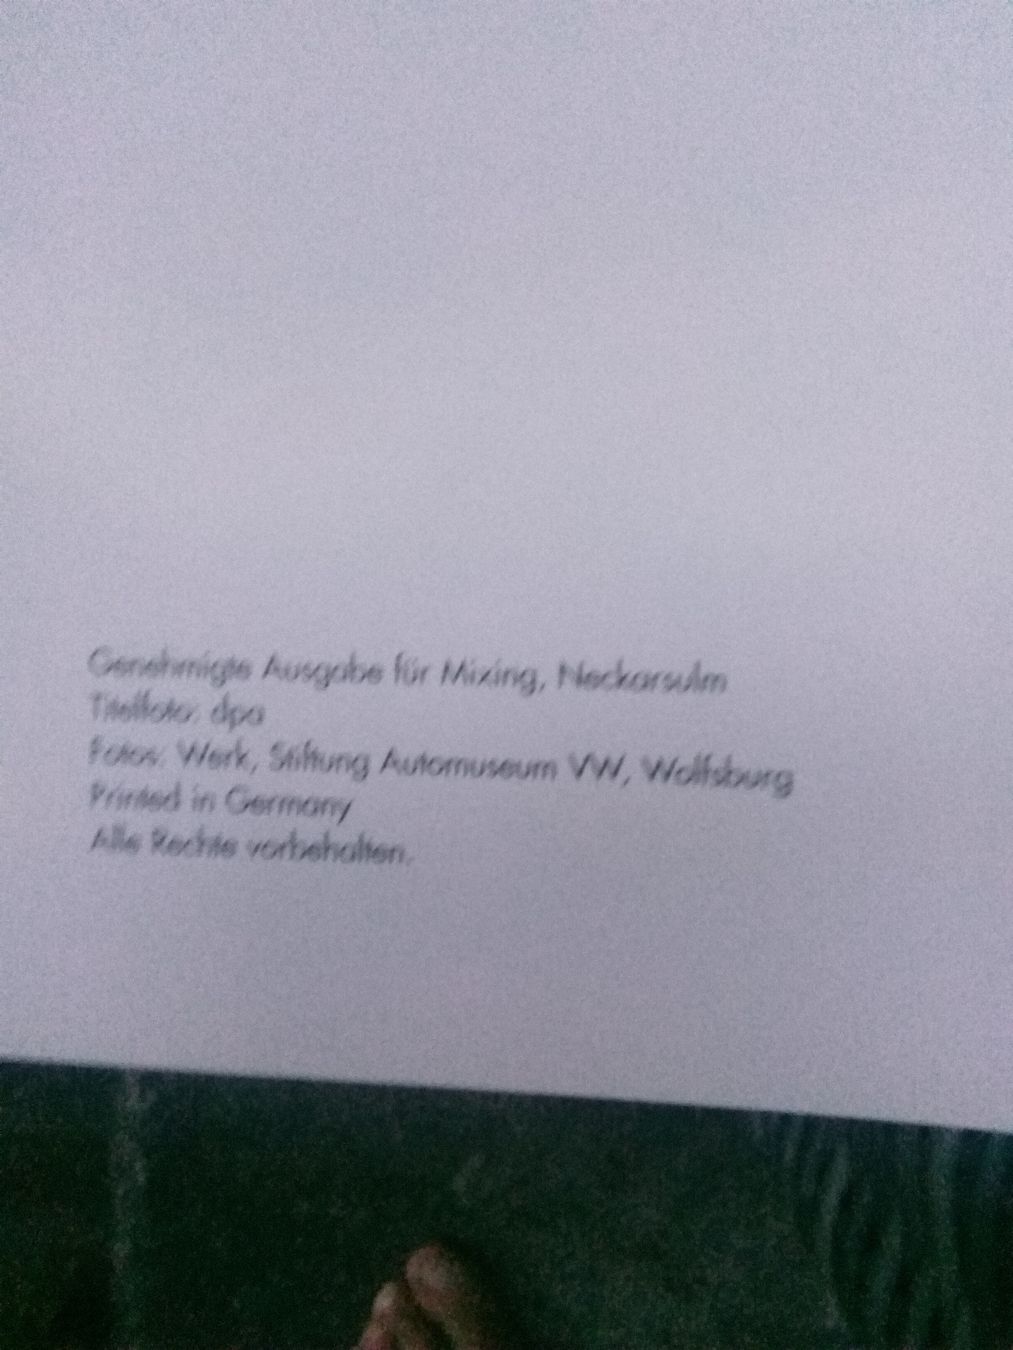 Genehmigte Ausgabe für Mixing, Neckarsulm
Titelfoto: dpa
Fotos: Werk, Stiftung Automuseum VW, Wolfsburg
Printed in Germany
Alle Rechte vorbehalten.